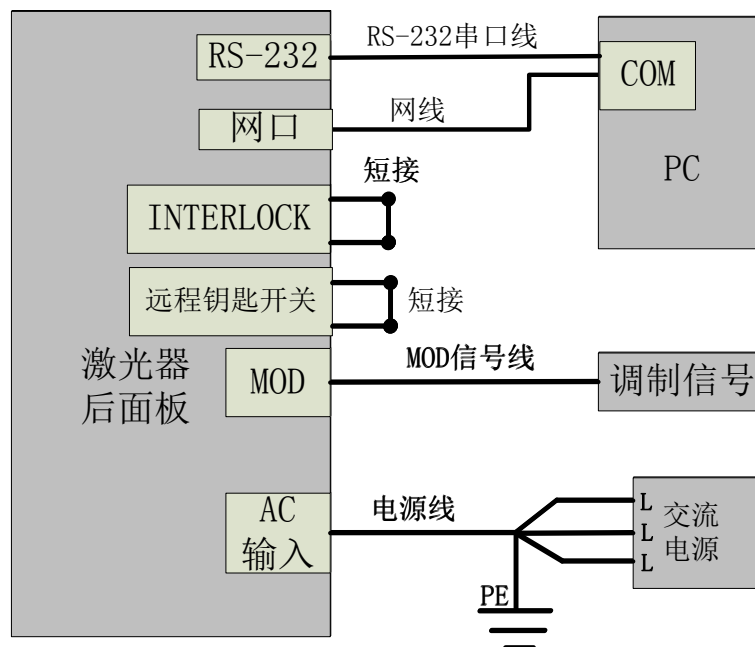 RS-232
RS-232串口线
COM
网口
网线
PC
短接
INTERLOCK
远程钥匙开关
短接
激光器
后面板
MOD
MOD信号线
调制信号
AC
输入
电源线
L
L
L
交流
电源
PE